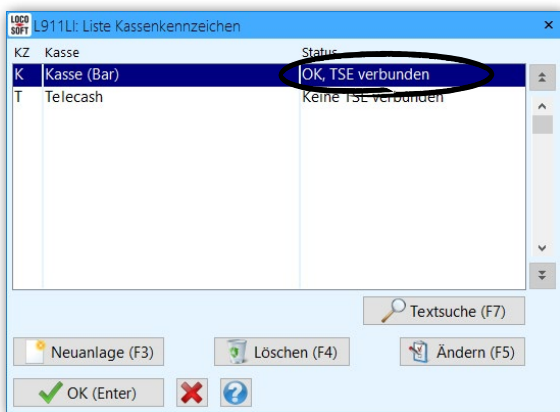 LOCO
SOFT L911LI: Liste Kassenkennzeichen
KZ Kasse Status
K Kasse (Bar) OK, TSE verbunden
T Telecash Keine TSE verbunden
Textsuche (F7)
Neuanlage (F3) Löschen (F4) Ändern (F5)
OK (Enter)